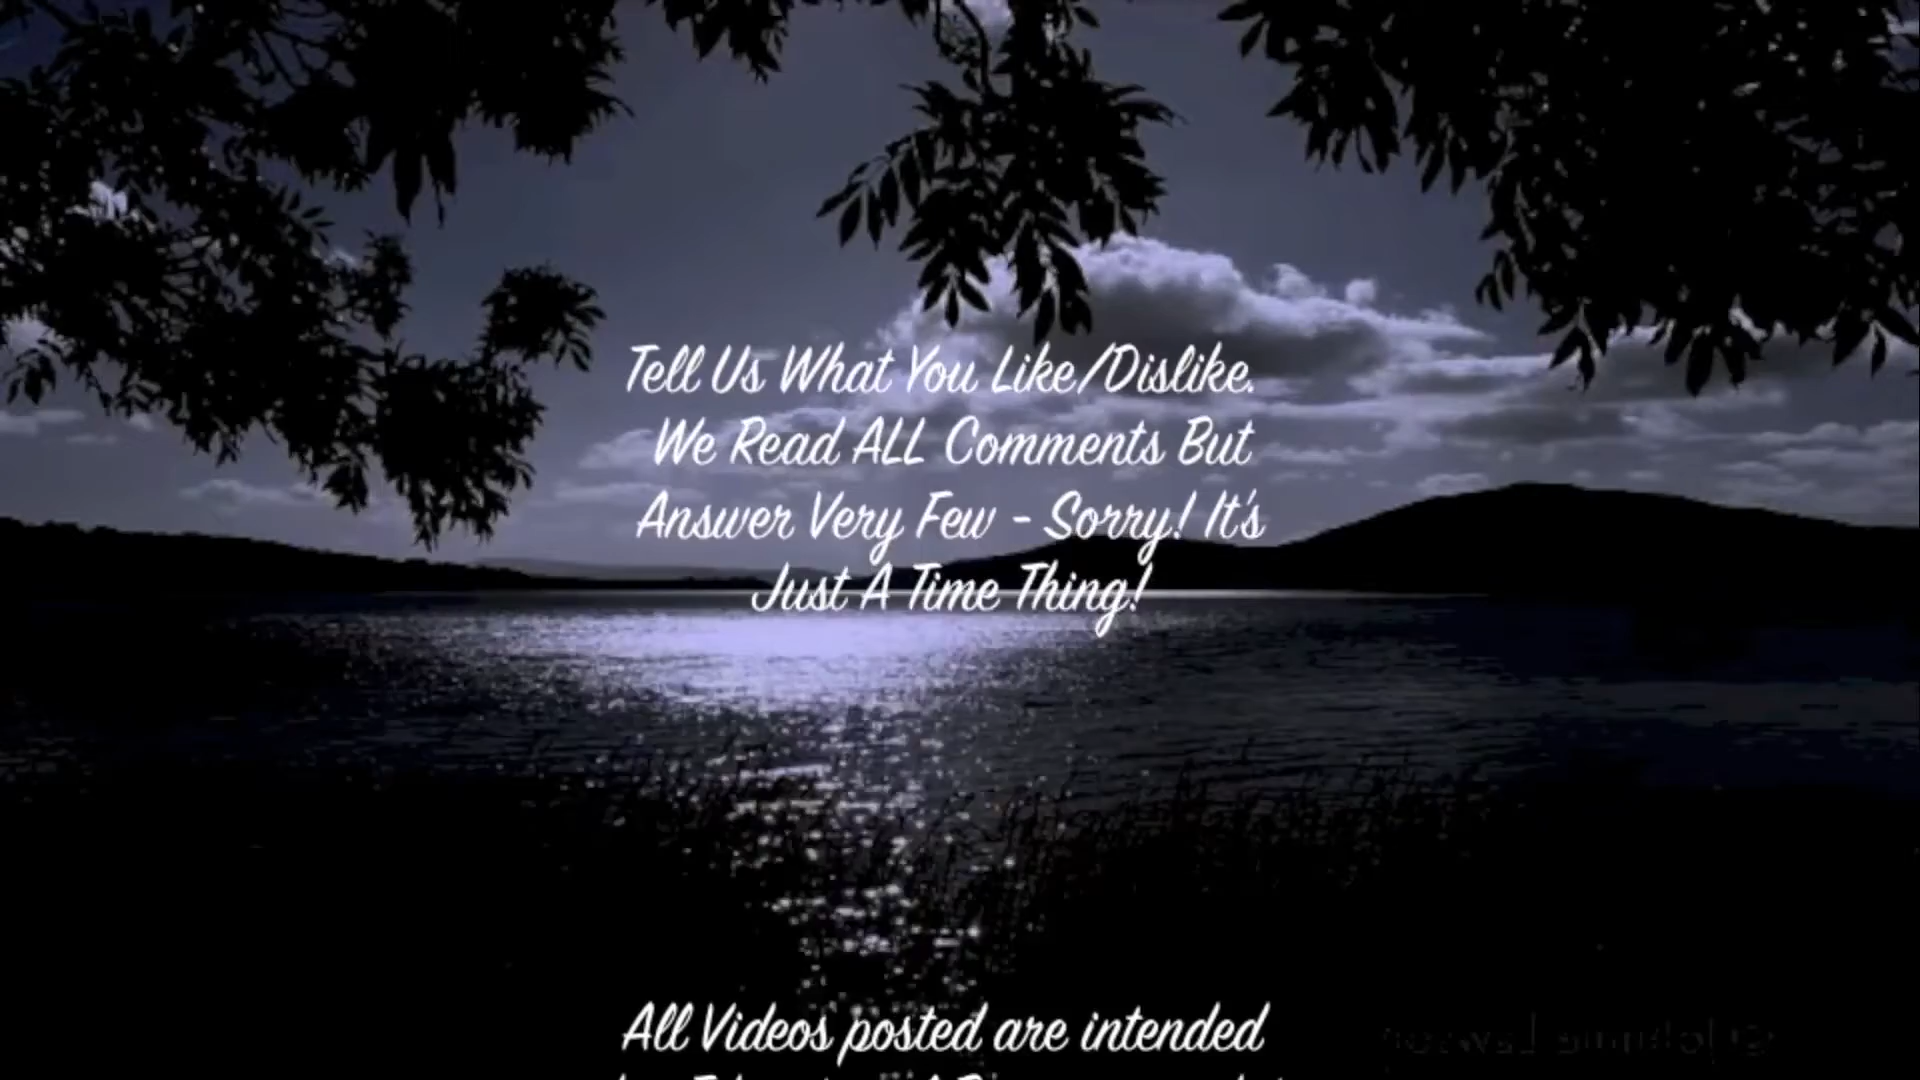 Tell Us What You Like/Dislike.
We Read ALL Comments But
Answer Very Few - Sorry! It's
Just A Time Thing!
All Videos posted are intended